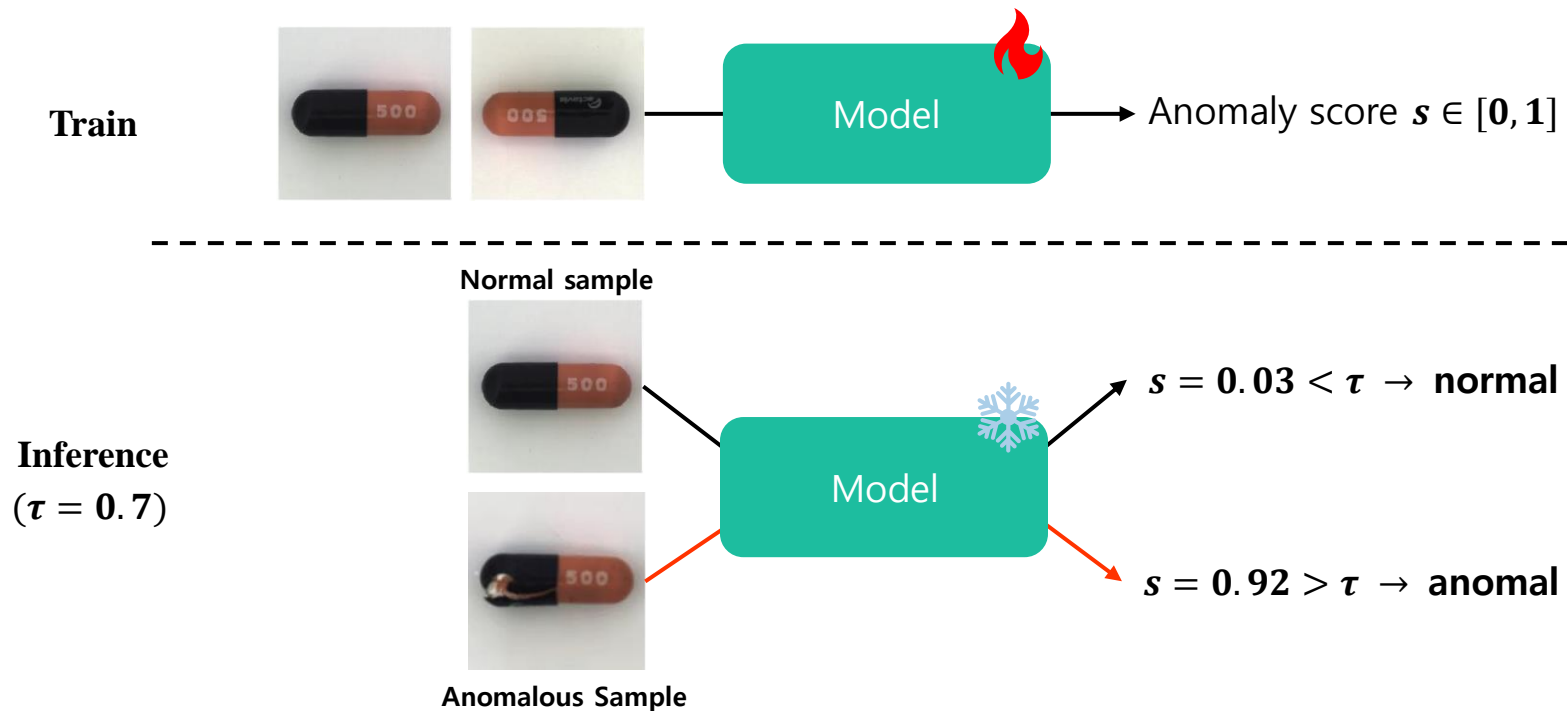 Train
500
500
actavis
Model
Anomaly score s ∈ [0, 1]
Normal sample
500
Inference
(τ = 0.7)
Model
s = 0.03 < τ → normal
500
s = 0.92 > τ → anomal
Anomalous Sample